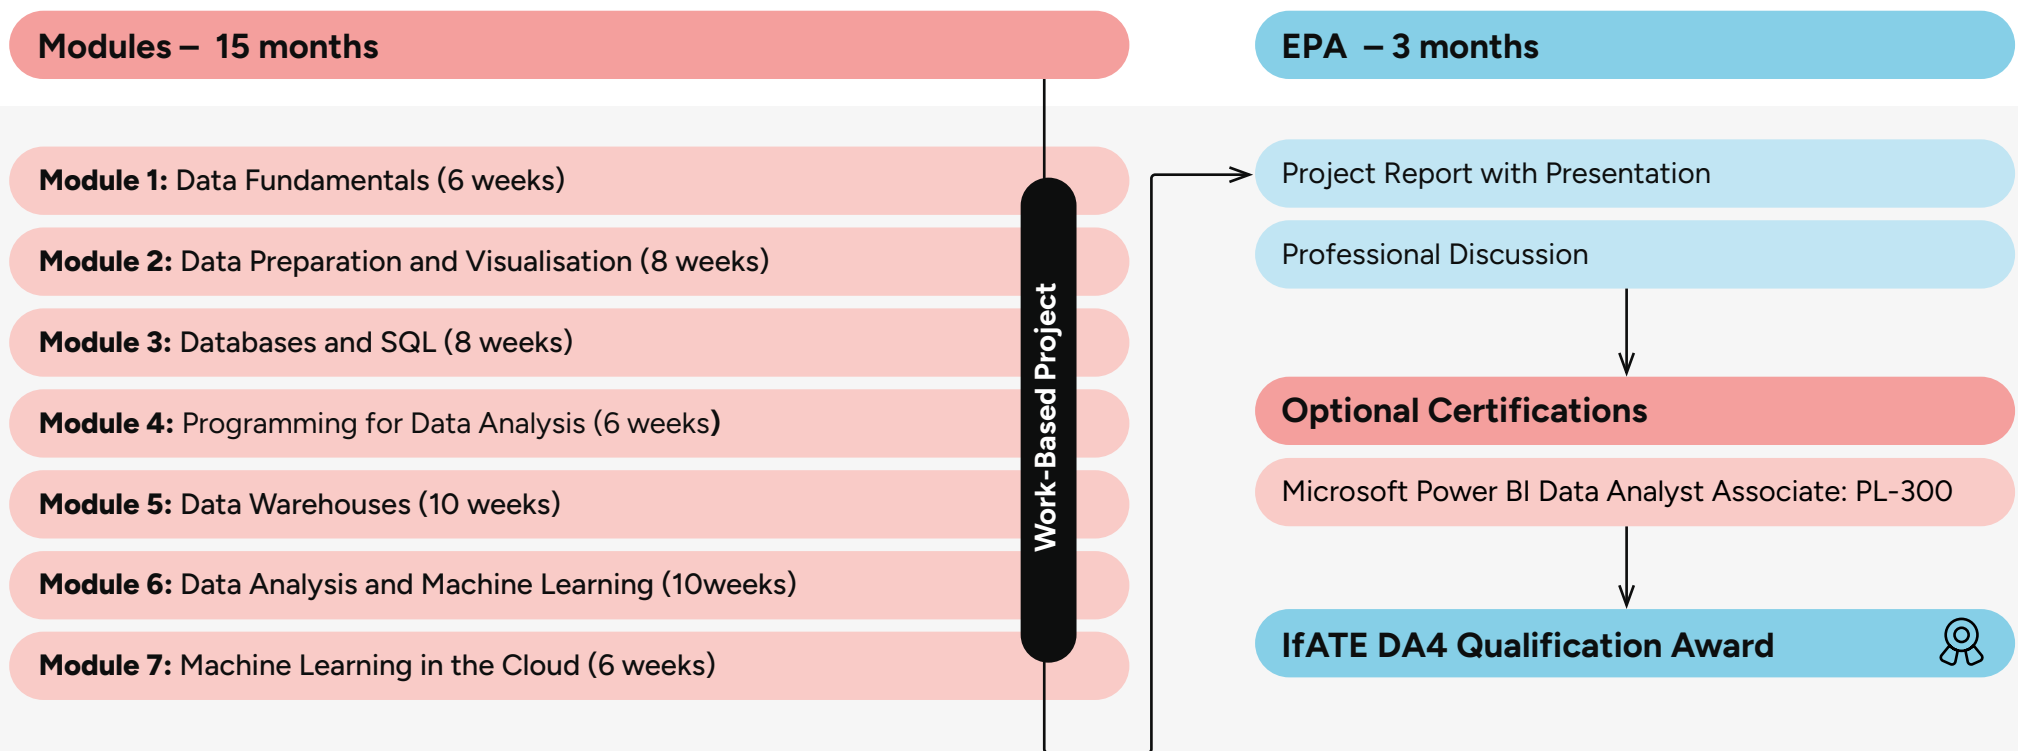 Modules – 15 months
Module 1: Data Fundamentals (6 weeks)
Module 2: Data Preparation and Visualisation (8 weeks)
Module 3: Databases and SQL (8 weeks)
Module 4: Programming for Data Analysis (6 weeks)
Module 5: Data Warehouses (10 weeks)
Module 6: Data Analysis and Machine Learning (10weeks)
Module 7: Machine Learning in the Cloud (6 weeks)
Work-Based Project
EPA – 3 months
Project Report with Presentation
Professional Discussion
Optional Certifications
Microsoft Power BI Data Analyst Associate: PL-300
IfATE DA4 Qualification Award